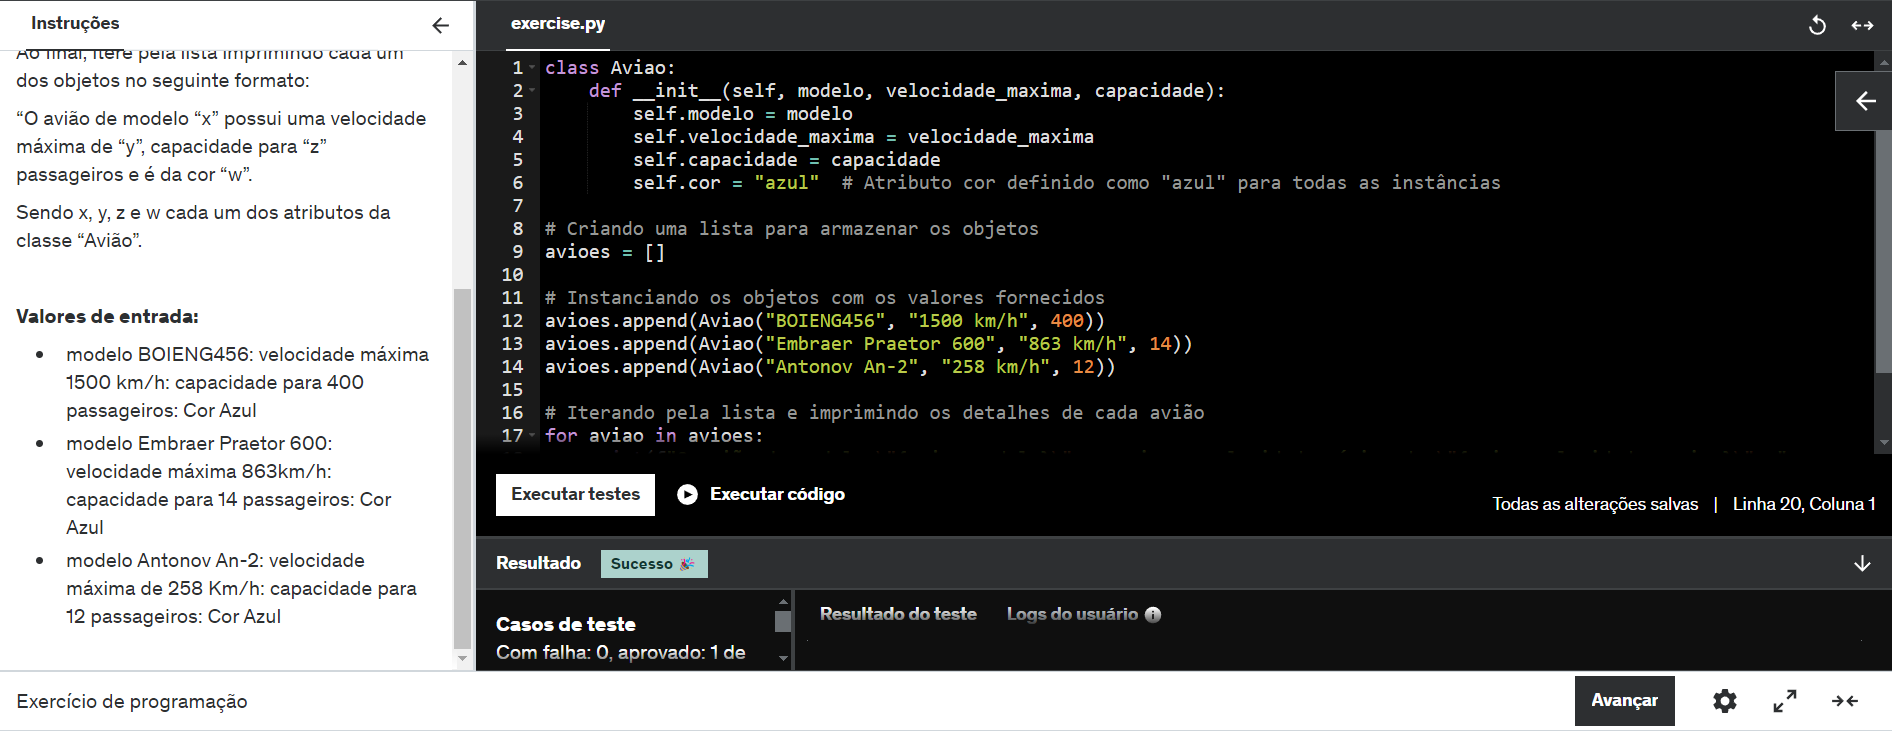 Instruções
Ao final, itere pela lista imprimindo cada um
dos objetos no seguinte formato:
“O avião de modelo “x” possui uma velocidade
máxima de “y”, capacidade para “z”
passageiros e é da cor “w”.
Sendo x, y, z e w cada um dos atributos da
classe “Avião”.
Valores de entrada:
modelo BOIENG456: velocidade máxima
1500 km/h: capacidade para 400
passageiros: Cor Azul
modelo Embraer Praetor 600:
velocidade máxima 863km/h:
capacidade para 14 passageiros: Cor
Azul
modelo Antonov An-2: velocidade
máxima de 258 Km/h: capacidade para
12 passageiros: Cor Azul
exercise.py
1 class Aviao:
2 def __init__(self, modelo, velocidade_maxima, capacidade):
3 self.modelo = modelo
4 self.velocidade_maxima = velocidade_maxima
5 self.capacidade = capacidade
6 self.cor = "azul"  # Atributo cor definido como "azul" para todas as instâncias
7
8 # Criando uma lista para armazenar os objetos
9 avioes = []
10
11 # Instanciando os objetos com os valores fornecidos
12 avioes.append(Aviao("BOIENG456", "1500 km/h", 400))
13 avioes.append(Aviao("Embraer Praetor 600", "863 km/h", 14))
14 avioes.append(Aviao("Antonov An-2", "258 km/h", 12))
15
16 # Iterando pela lista e imprimindo os detalhes de cada avião
17 for aviao in avioes:
Executar testes Executar código
Todas as alterações salvas | Linha 20, Coluna 1
Resultado Sucesso 🎉
Casos de teste
Com falha: 0, aprovado: 1 de
Resultado do teste Logs do usuário
Exercício de programação
Avançar